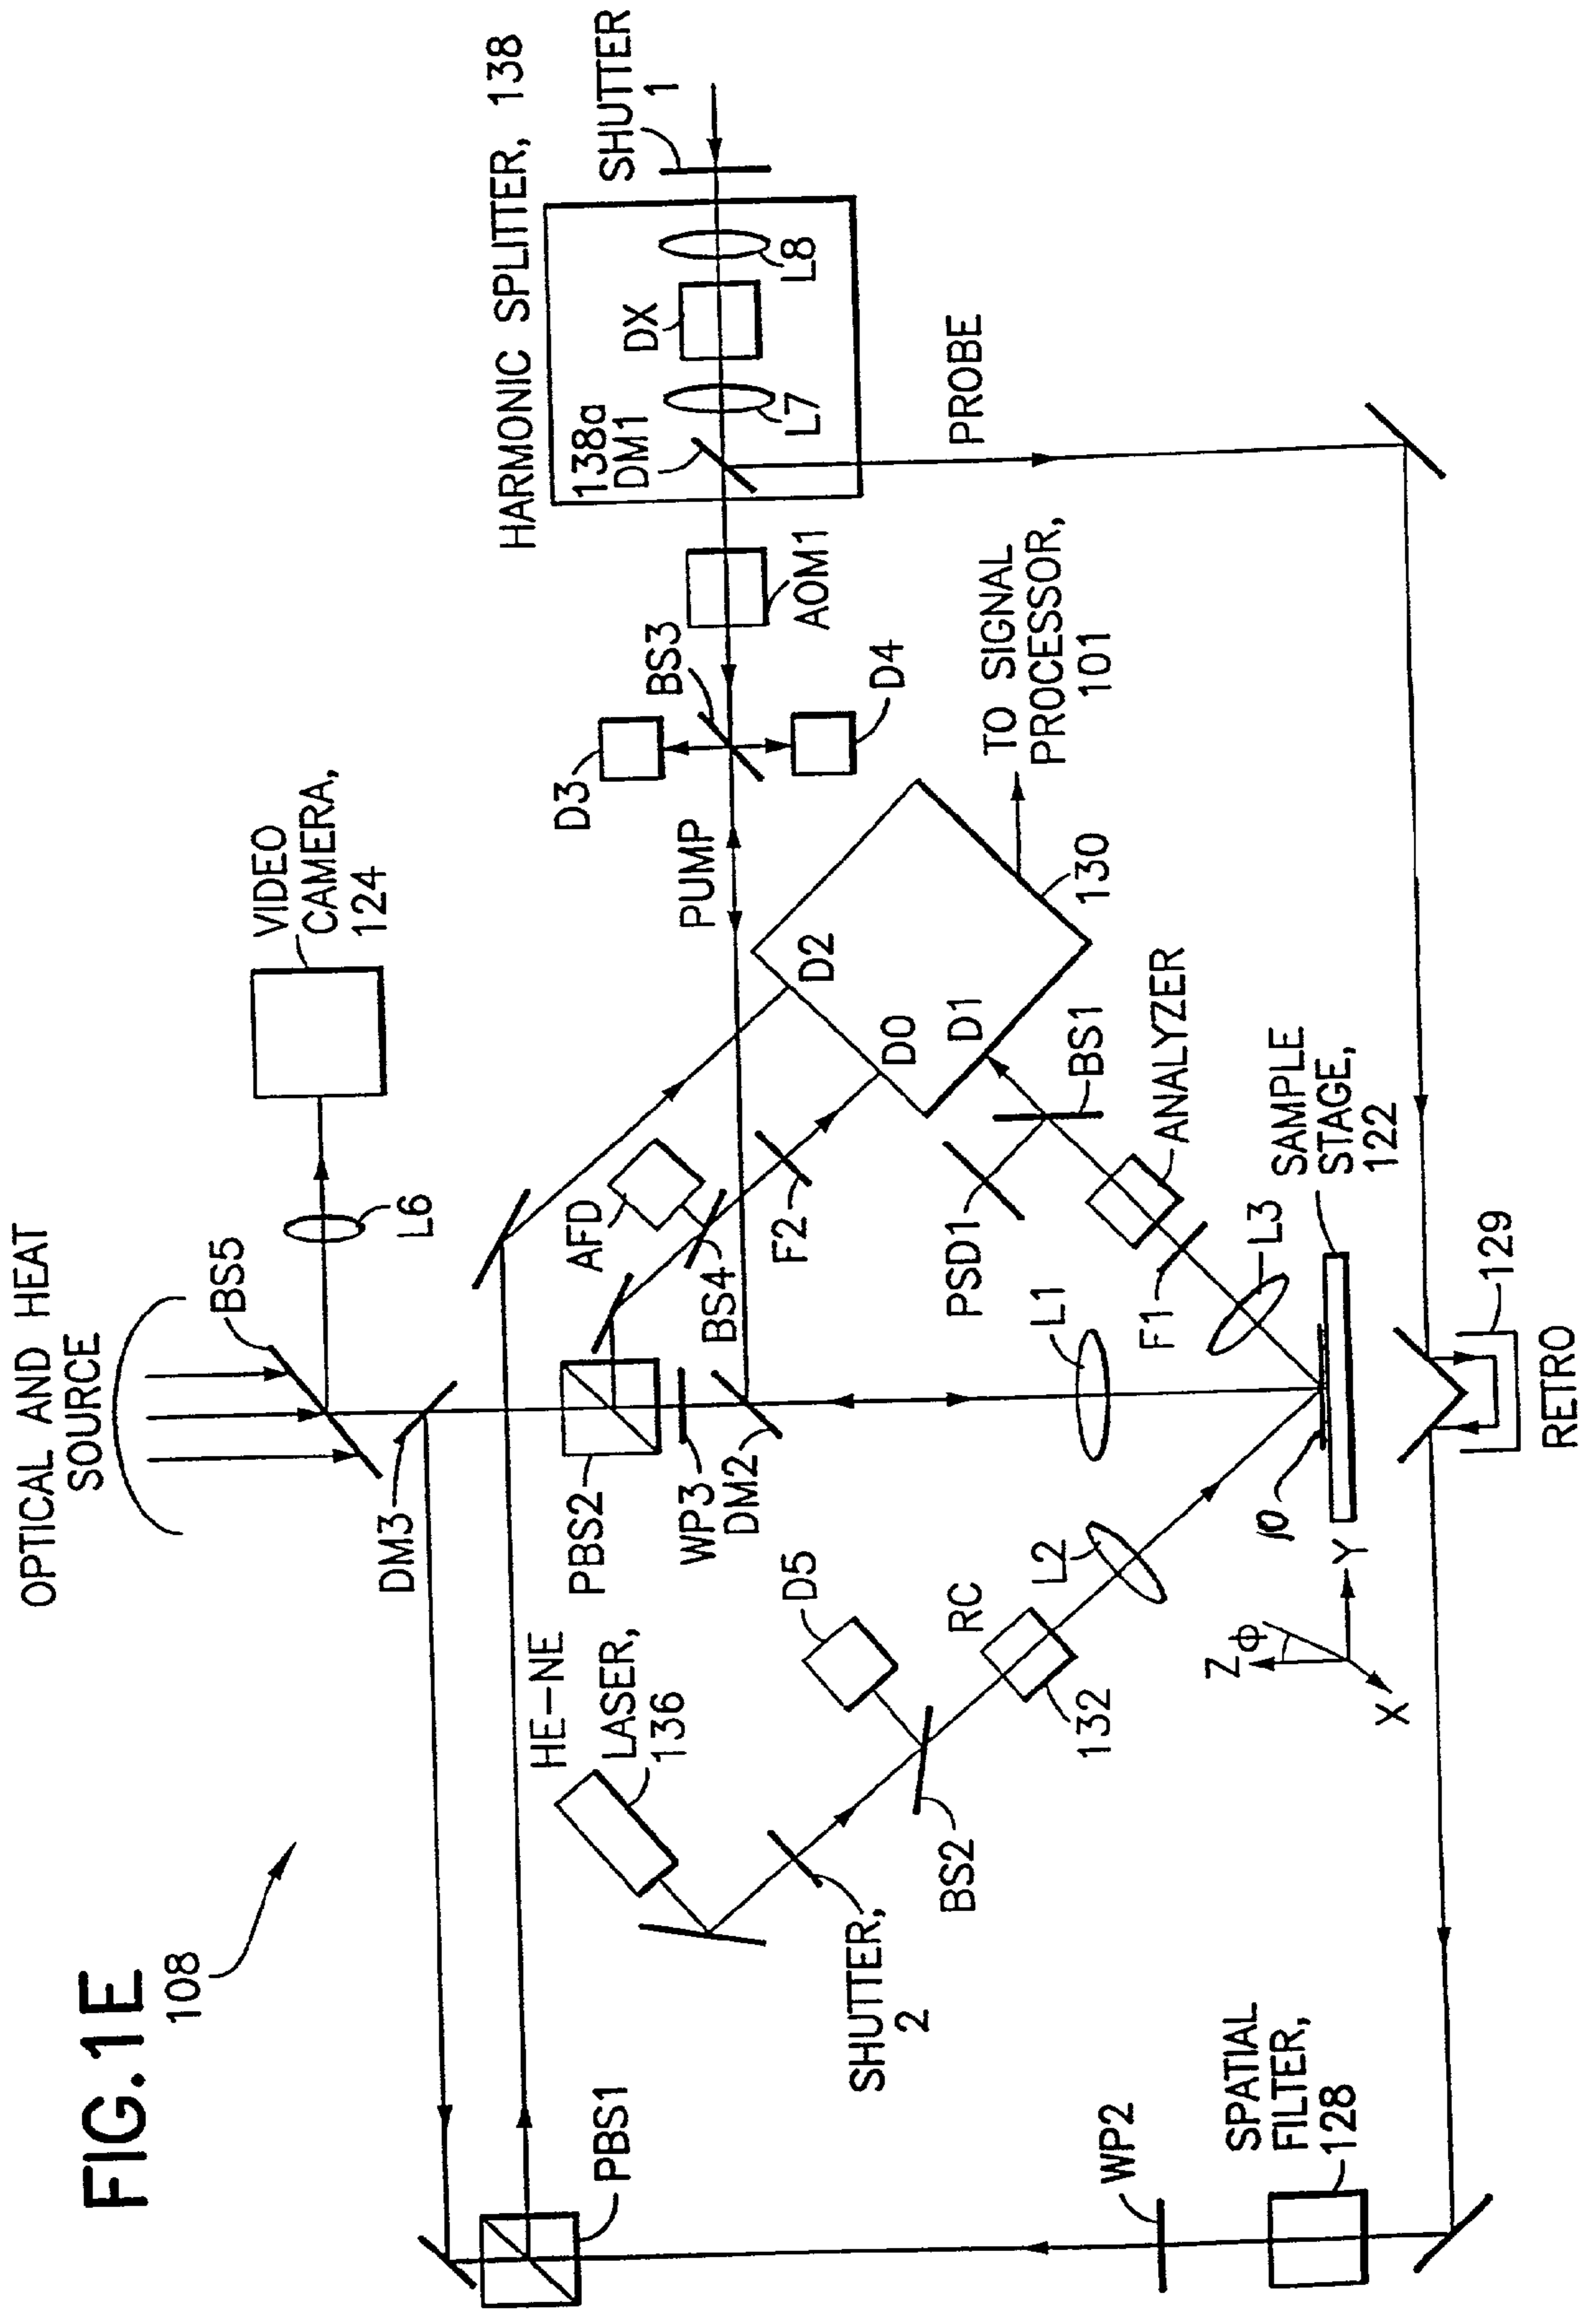 FIG.1E
108
OPTICAL AND HEAT
SOURCE
BS5
VIDEO
CAMERA,
124
L6
DM3
HARMONIC SPLITTER, 138
SHUTTER
1
138a
DM1
DX
L7
L8
AOM1
BS3
D3
D4
PUMP
PROBE
PBS1
PBS2
WP3
DM2
AFD
BS4
F2
D2
D0
D1
130
TO SIGNAL
PROCESSOR,
101
HE-NE
LASER,
136
SHUTTER,
2
D5
BS2
RC
132
L2
L1
PSD1
BS1
ANALYZER
F1
L3
SAMPLE
STAGE,
122
10
Z
Φ
Y
X
129
RETRO
WP2
SPATIAL
FILTER,
128